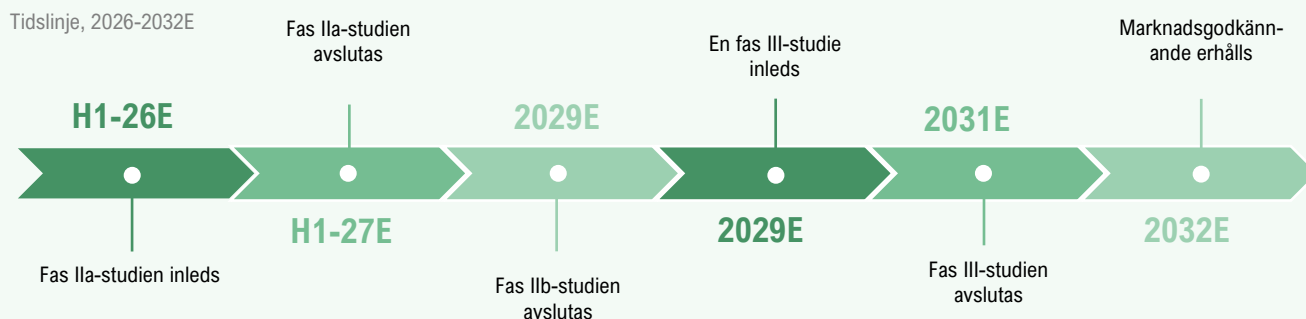 Tidslinje, 2026-2032E
H1-26E
Fas IIa-studien inleds
Fas IIa-studien
avslutas
H1-27E
2029E
Fas IIb-studien
avslutas
En fas III-studie
inleds
2029E
2031E
Fas III-studien
avslutas
Marknadsgodkänn-
ande erhålls
2032E